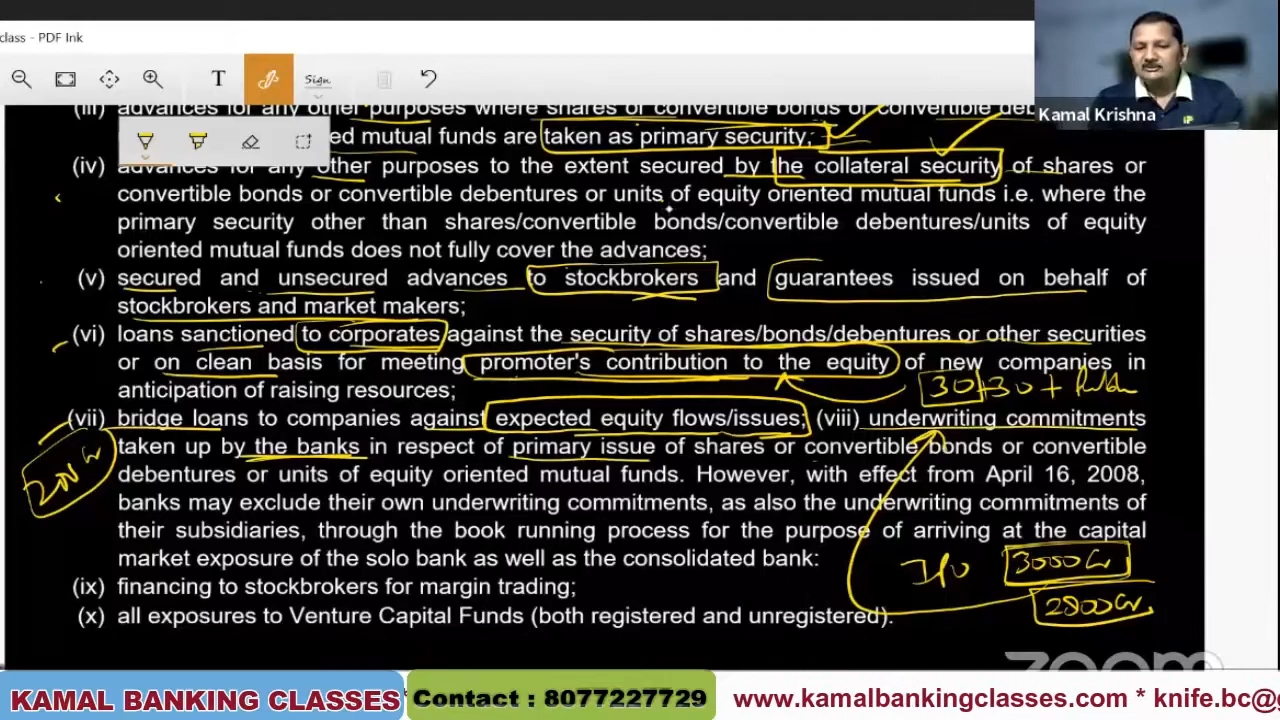 class - PDF Ink
T
Sign
Kamal Krishna
(iii) advances for any other purposes where shares or convertible bonds or convertible
mutual funds are taken as primary security;
(iv) advances for any other purposes to the extent secured by the collateral security of shares or
convertible bonds or convertible debentures or units of equity oriented mutual funds i.e. where the
primary security other than shares/convertible bonds/convertible debentures/units of equity
oriented mutual funds does not fully cover the advances;
(v) secured and unsecured advances to stockbrokers and guarantees issued on behalf of
stockbrokers and market makers;
(vi) loans sanctioned to corporates against the security of shares/bonds/debentures or other securities
or on clean basis for meeting promoter's contribution to the equity of new companies in
anticipation of raising resources;
30+30+
(vii) bridge loans to companies against expected equity flows/issues; (viii) underwriting commitments
taken up by the banks in respect of primary issue of shares or convertible bonds or convertible
debentures or units of equity oriented mutual funds. However, with effect from April 16, 2008,
200 Cr
banks may exclude their own underwriting commitments, as also the underwriting commitments of
their subsidiaries, through the book running process for the purpose of arriving at the capital
market exposure of the solo bank as well as the consolidated bank:
IPO 3000 Cr
(ix) financing to stockbrokers for margin trading;
2800 Cr
(x) all exposures to Venture Capital Funds (both registered and unregistered).
zoom
KAMAL BANKING CLASSES * Contact : 8077227729 www.kamalbankingclasses.com * knife.bc@g